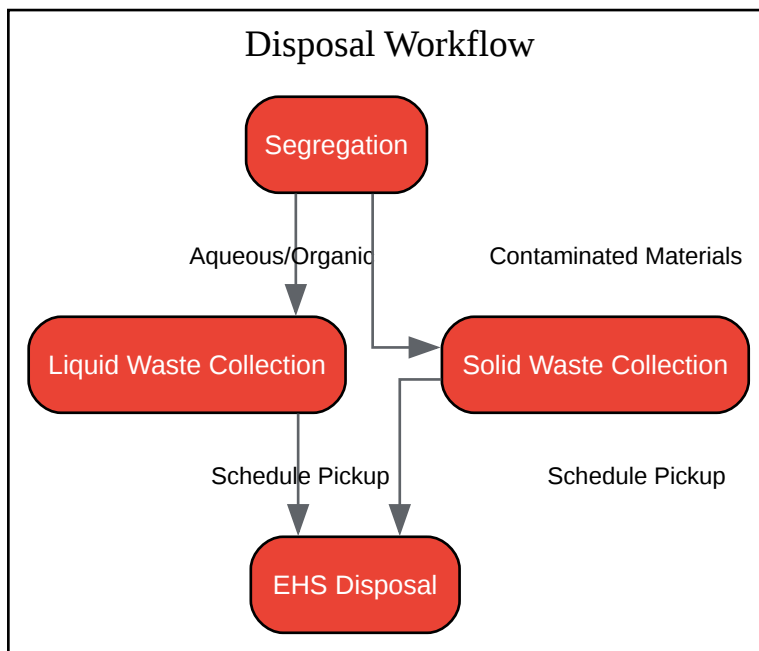 Disposal Workflow
Segregation
Aqueous/Organic
Contaminated Materials
Liquid Waste Collection
Solid Waste Collection
Schedule Pickup
Schedule Pickup
EHS Disposal